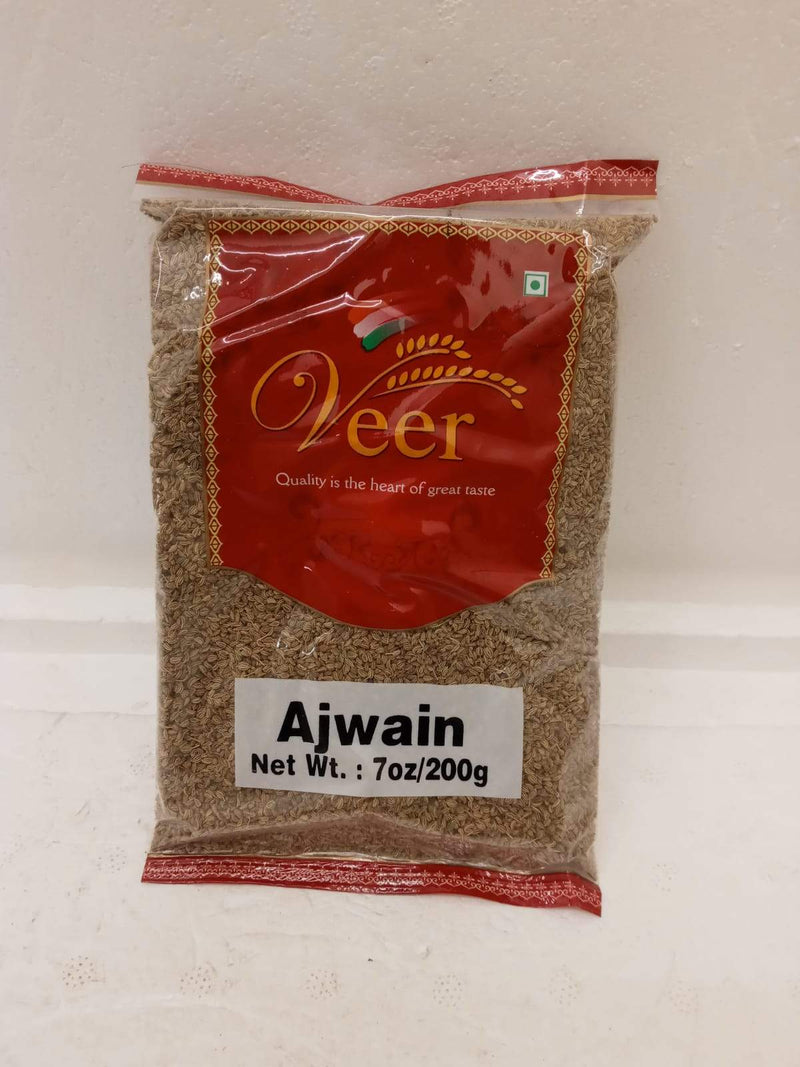 Veer
Quality is the heart of great taste
Ajwain
Net Wt. : 7oz/200g